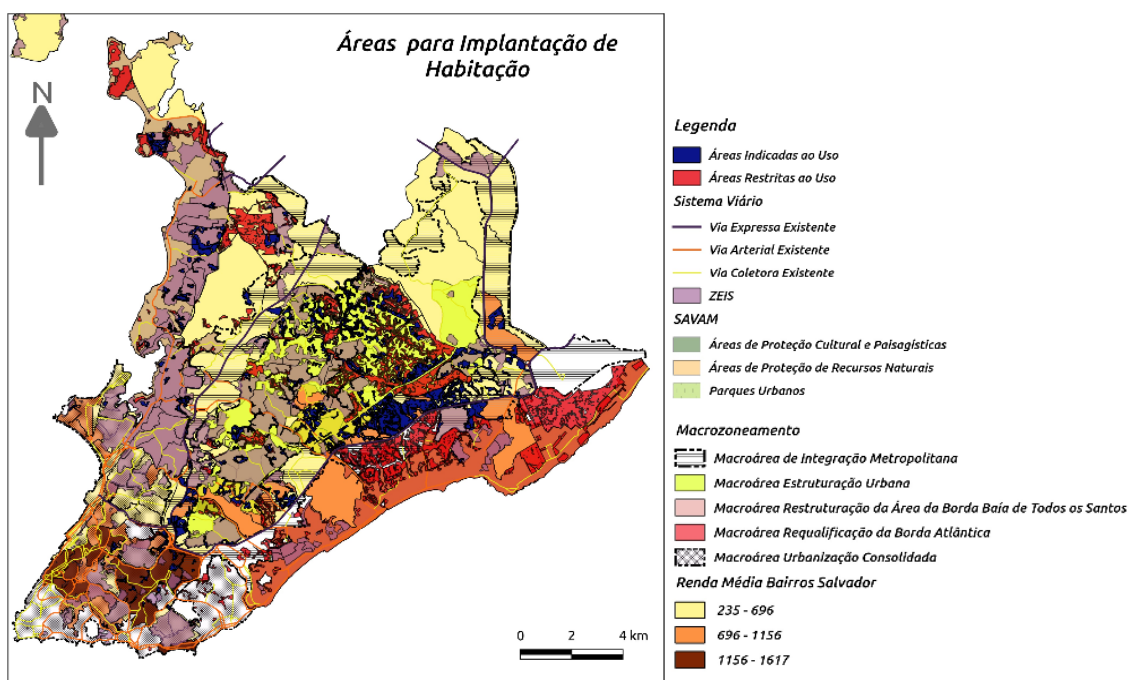 Áreas para Implantação de
Habitação
N
0 2 4 km
Legenda
Áreas Indicadas ao Uso
Áreas Restritas ao Uso
Sistema Viário
Via Expressa Existente
Via Arterial Existente
Via Coletora Existente
ZEIS
SAVAM
Áreas de Proteção Cultural e Paisagísticas
Áreas de Proteção de Recursos Naturais
Parques Urbanos
Macrozoneamento
Macroárea de Integração Metropolitana
Macroárea Estruturação Urbana
Macroárea Restruturação da Área da Borda Baía de Todos os Santos
Macroárea Requalificação da Borda Atlântica
Macroárea Urbanização Consolidada
Renda Média Bairros Salvador
235 - 696
696 - 1156
1156 - 1617